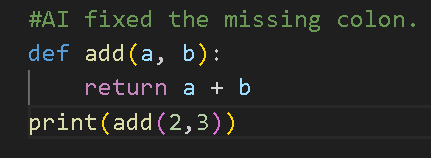 #AI fixed the missing colon.
def add(a, b):
    return a + b
print(add(2,3))